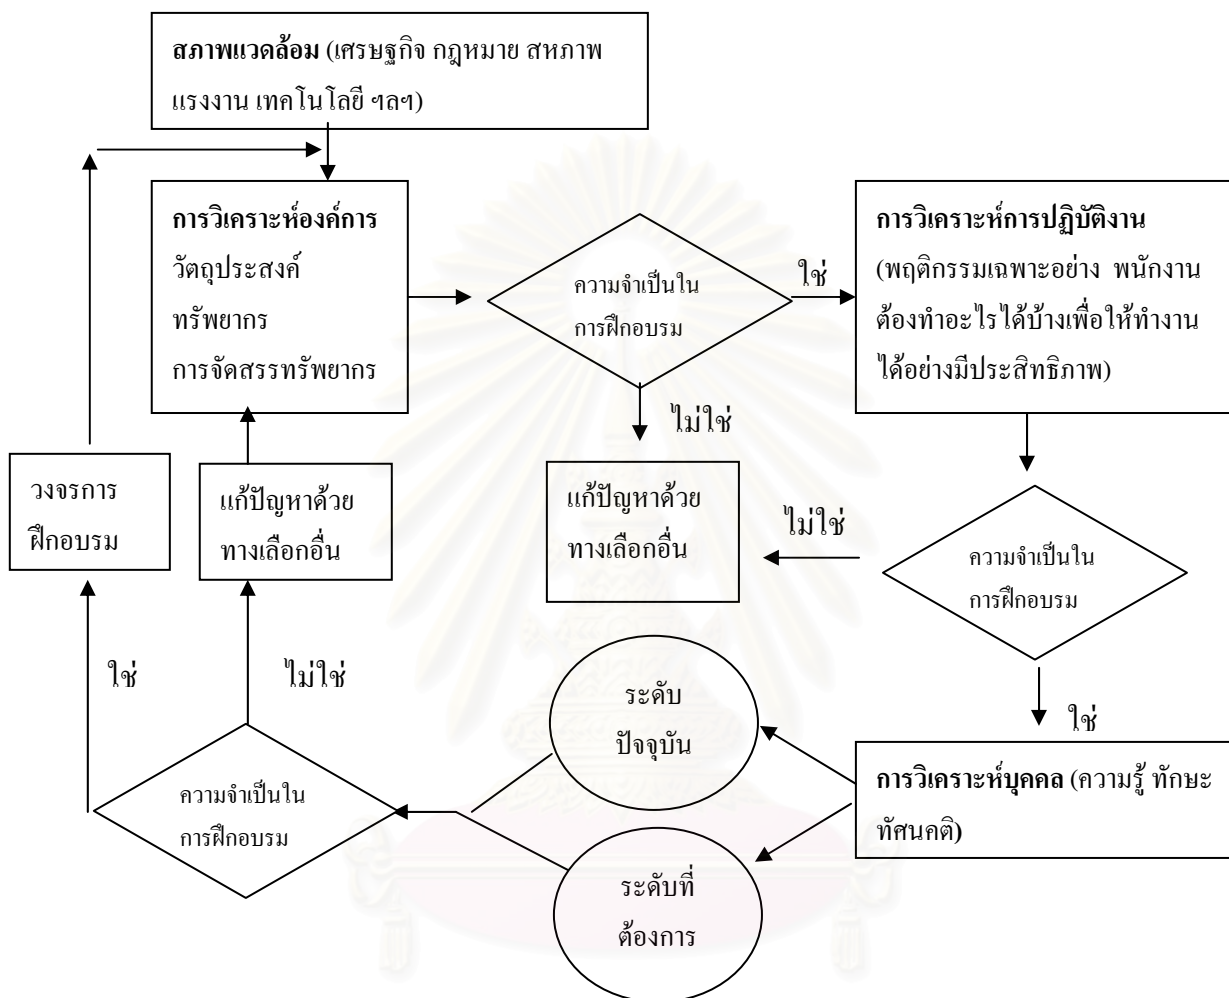 สภาพแวดล้อม (เศรษฐกิจ กฎหมาย สหภาพ
แรงงาน เทคโนโลยี ฯลฯ)
การวิเคราะห์องค์การ
วัตถุประสงค์
ทรัพยากร
การจัดสรรทรัพยากร
ความจำเป็นใน
การฝึกอบรม
ใช่
การวิเคราะห์การปฏิบัติงาน
(พฤติกรรมเฉพาะอย่าง พนักงาน
ต้องทำอะไรได้บ้างเพื่อให้ทำงาน
ได้อย่างมีประสิทธิภาพ)
ไม่ใช่
วงจรการ
ฝึกอบรม
แก้ปัญหาด้วย
ทางเลือกอื่น
แก้ปัญหาด้วย
ทางเลือกอื่น
ไม่ใช่
ความจำเป็นใน
การฝึกอบรม
ใช่
ไม่ใช่
ระดับ
ปัจจุบัน
ใช่
การวิเคราะห์บุคคล (ความรู้ ทักษะ
ทัศนคติ)
ความจำเป็นใน
การฝึกอบรม
ระดับที่
ต้องการ